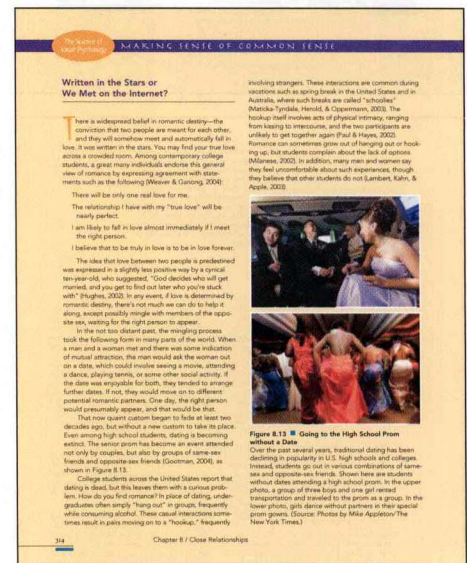 The Science of
Social Psychology
MAKING SENSE OF COMMON SENSE
Written in the Stars or
We Met on the Internet?
There is widespread belief in romantic destiny—the
conviction that two people are meant for each other,
and they will somehow meet and automatically fall in
love. It was written in the stars. You may find your true love
across a crowded room. Among contemporary college
students, a great many individuals endorse this general
view of romance by expressing agreement with state-
ments such as the following (Weaver & Ganong, 2004):
There will be only one real love for me.
The relationship I have with my "true love" will be
nearly perfect.
I am likely to fall in love almost immediately if I meet
the right person.
I believe that to be truly in love is to be in love forever.
The idea that love between two people is predestined
was expressed in a slightly less positive way by a cynical
ten-year-old, who suggested, "God decides who will get
married, and you get to find out later who you're stuck
with" (Hughes, 2002). In any event, if love is determined by
romantic destiny, there's not much we can do to help it
along, except possibly mingle with members of the oppo-
site sex, waiting for the right person to appear.
In the not too distant past, the mingling process
took the following form in many parts of the world. When
a man and a woman met and there was some indication
of mutual attraction, the man would ask the woman out
on a date, which could involve seeing a movie, attending
a dance, playing tennis, or some other social activity. If
the date was enjoyable for both, they tended to arrange
further dates. If not, they would move on to different
potential romantic partners. One day, the right person
would presumably appear, and that would be that.
That now quaint custom began to fade at least two
decades ago, but without a new custom to take its place.
Even among high school students, dating is becoming
extinct. The senior prom has become an event attended
not only by couples, but also by groups of same-sex
friends and opposite-sex friends (Gootman, 2004), as
shown in Figure 8.13.
College students across the United States report that
dating is dead, but this leaves them with a curious prob-
lem. How do you find romance? In place of dating, under-
graduates often simply "hang out" in groups, frequently
while consuming alcohol. These casual interactions some-
times result in pairs moving on to a "hookup," frequently
involving strangers. These interactions are common during
vacations such as spring break in the United States and in
Australia, where such breaks are called "schoolies"
(Maticka-Tyndale, Herold, & Oppermann, 2003). The
hookup itself involves acts of physical intimacy, ranging
from kissing to intercourse, and the two participants are
unlikely to get together again (Paul & Hayes, 2002).
Romance can sometimes grow out of hanging out or hook-
ing up, but students complain about the lack of options
(Milanese, 2002). In addition, many men and women say
they feel uncomfortable about such experiences, though
they believe that other students do not (Lambert, Kahn, &
Apple, 2003).
Figure 8.13 ■ Going to the High School Prom
without a Date
Over the past several years, traditional dating has been
declining in popularity in U.S. high schools and colleges.
Instead, students go out in various combinations of same-
sex and opposite-sex friends. Shown here are students
without dates attending a high school prom. In the upper
photo, a group of three boys and one girl rented
transportation and traveled to the prom as a group. In the
lower photo, girls dance without partners in their special
prom gowns. (Source: Photos by Mike Appleton/The
New York Times.)
314
Chapter 8 / Close Relationships